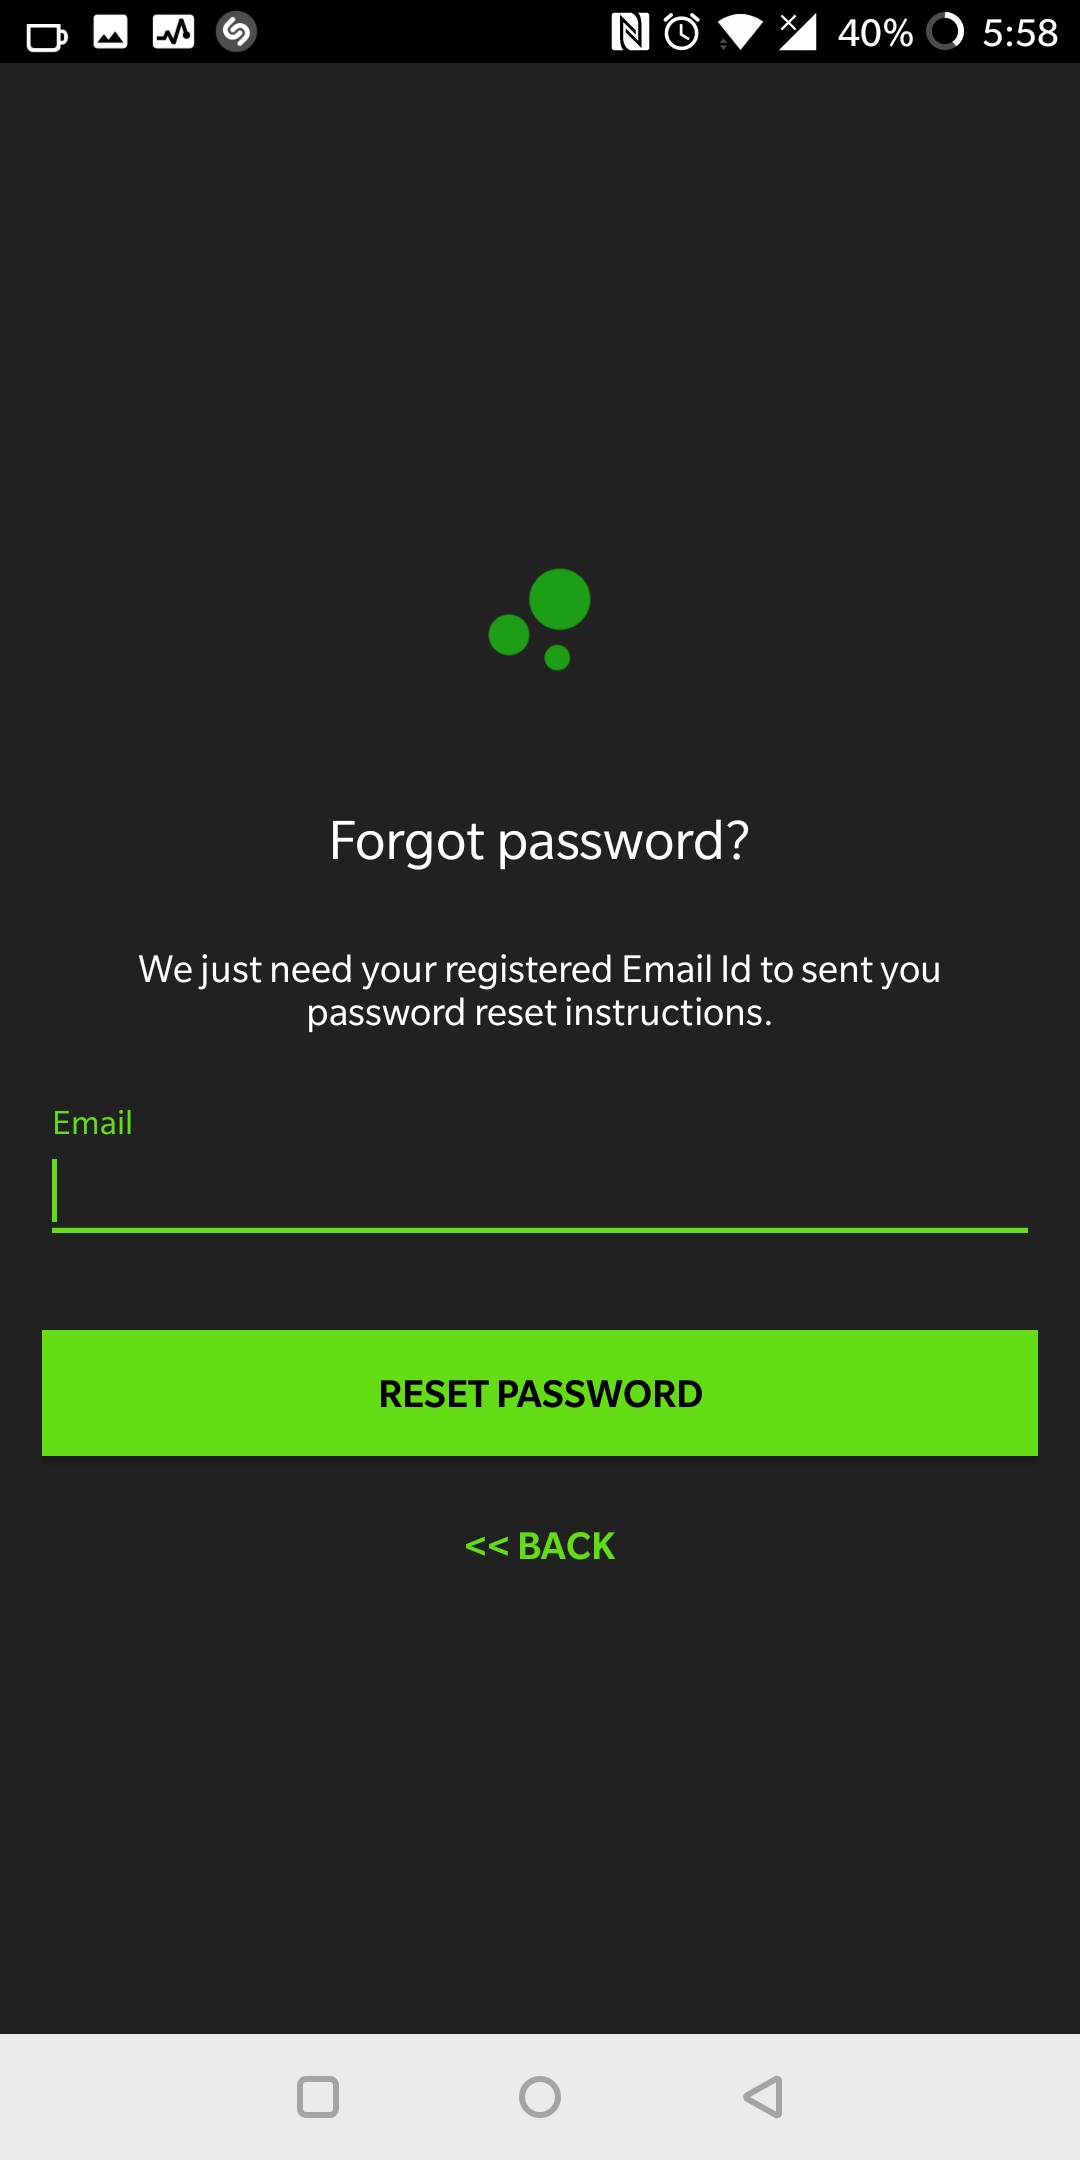 40% 5:58
Forgot password?
We just need your registered Email Id to sent you
password reset instructions.
Email
RESET PASSWORD
<< BACK